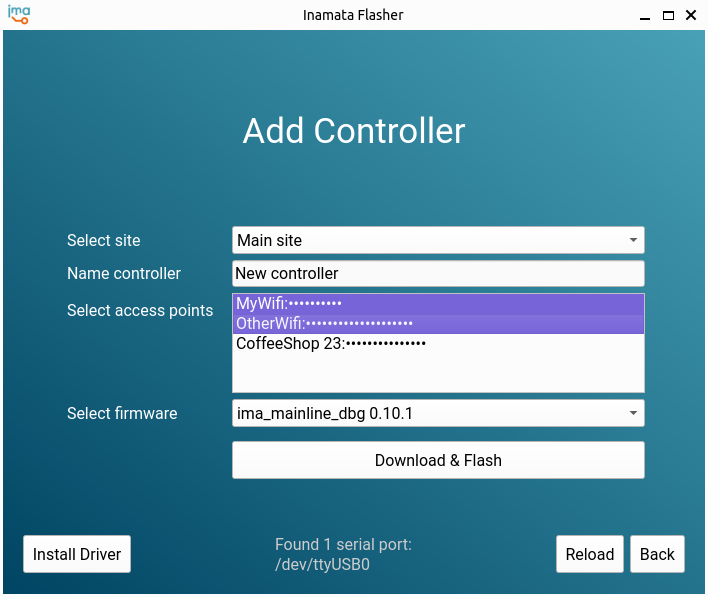 ima
Inamata Flasher
Add Controller
Select site
Main site
Name controller
New controller
Select access points
MyWifi:••••••••••
OtherWifi:••••••••••••••••••••
CoffeeShop 23:•••••••••••••••
Select firmware
ima_mainline_dbg 0.10.1
Download & Flash
Install Driver
Found 1 serial port:
/dev/ttyUSB0
Reload
Back